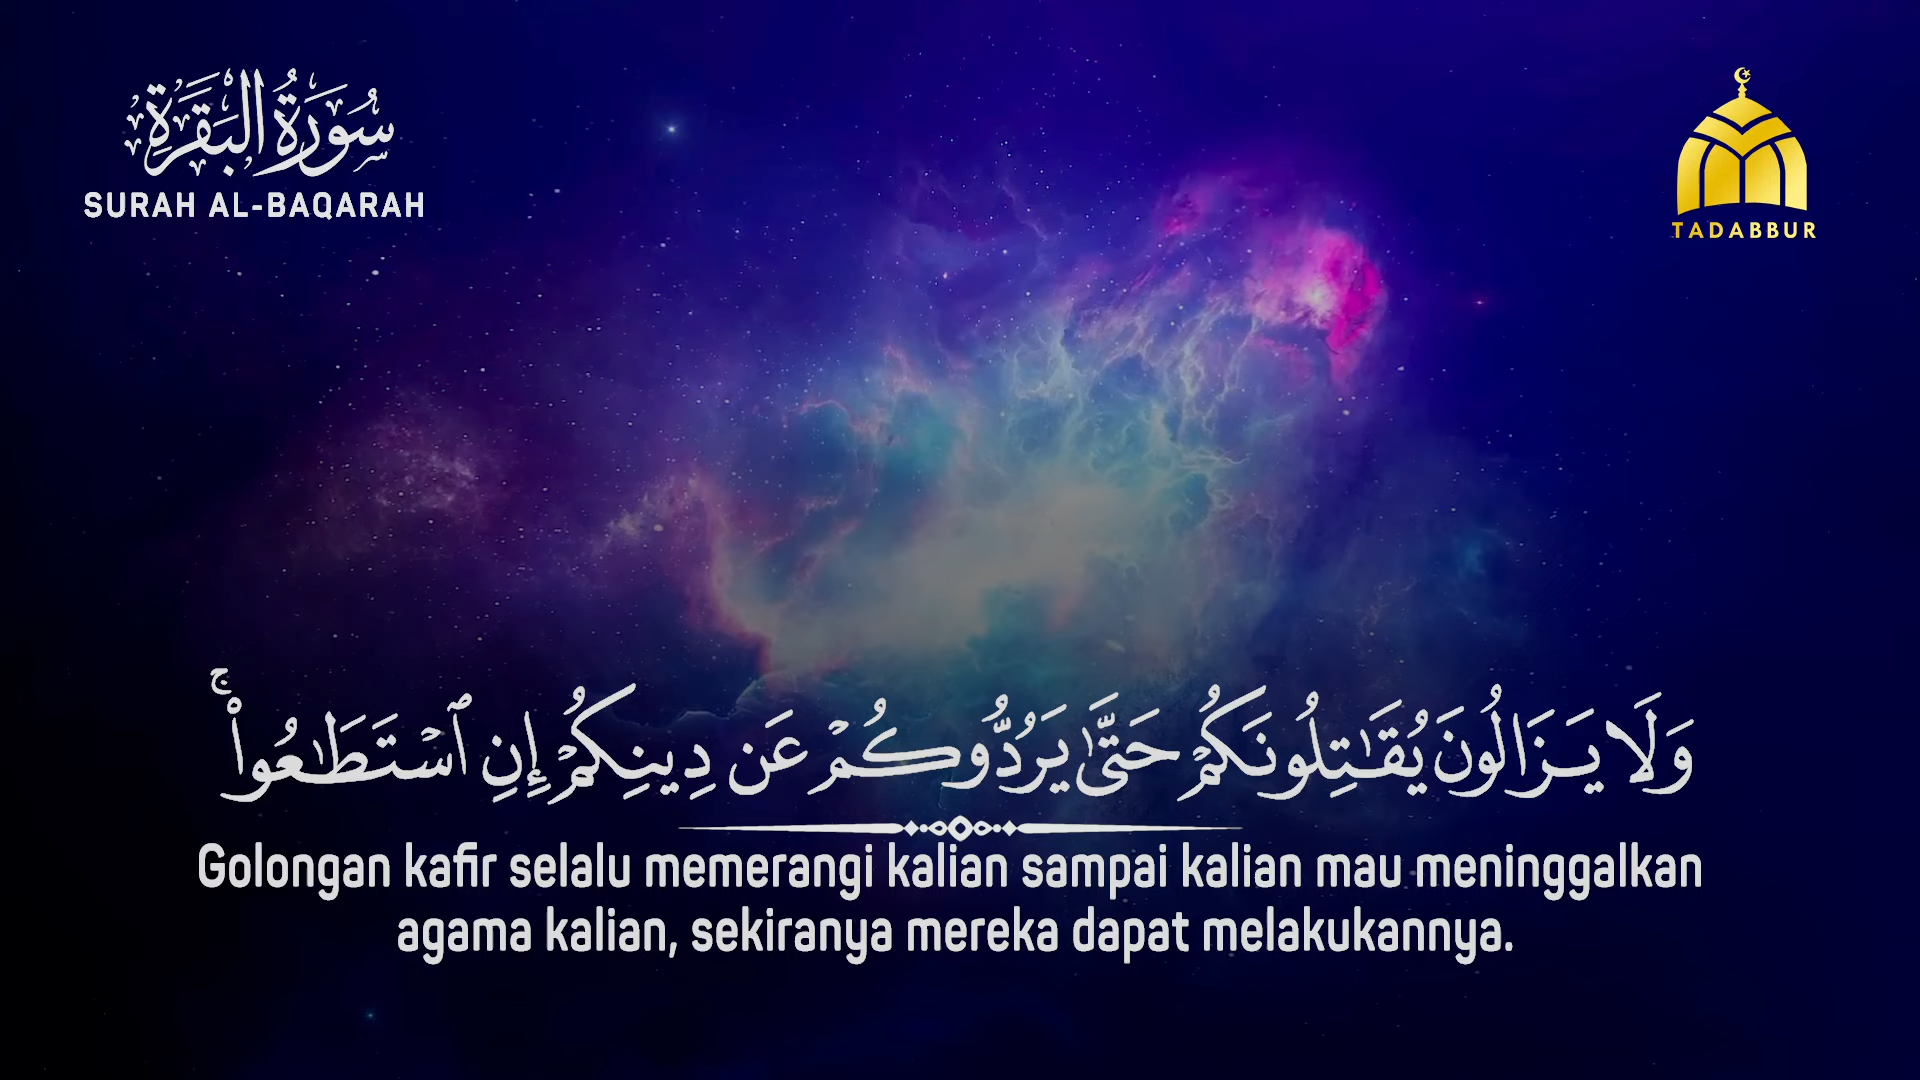 سُورَةُ الْبَقَرَةِ
SURAH AL-BAQARAH
TADABBUR
وَلَا يَزَالُونَ يُقَـٰتِلُونَكُمْ حَتَّىٰ يَرُدُّوكُمْ عَن دِينِكُمْ إِنِ ٱسْتَطَـٰعُوا۟ ۚ
Golongan kafir selalu memerangi kalian sampai kalian mau meninggalkan
agama kalian, sekiranya mereka dapat melakukannya.